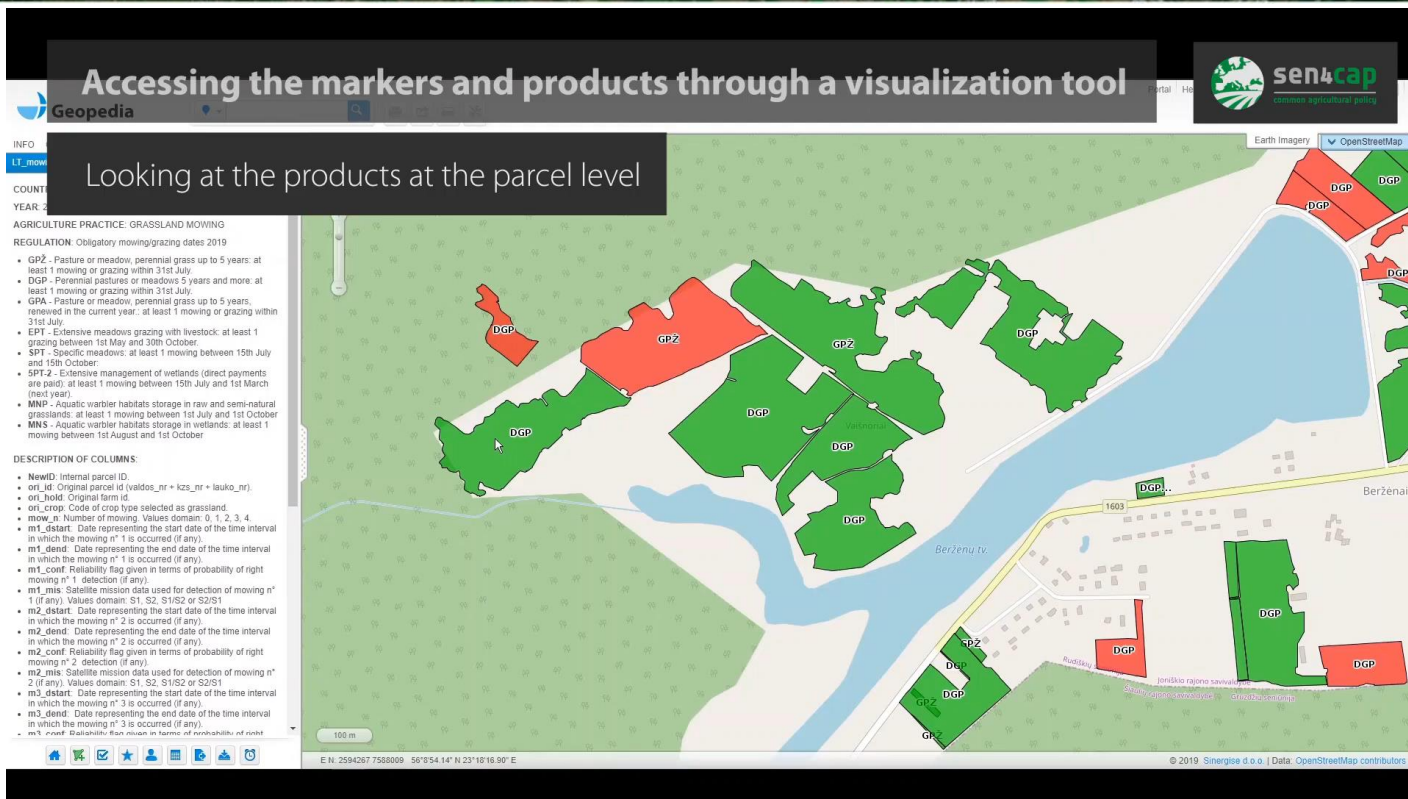 Accessing the markers and products through a visualization tool
sen4cap
common agricultural policy
Geopedia
Looking at the products at the parcel level
INFO
Earth Imagery
OpenStreetMap
AGRICULTURE PRACTICE: GRASSLAND MOWING
REGULATION: Obligatory mowing/grazing dates 2019
• GPŽ - Pasture or meadow, perennial grass up to 5 years: at
least 1 mowing or grazing within 31st July.
• DGP - Perennial pastures or meadows 5 years and more: at
least 1 mowing or grazing within 31st July.
• GPA - Pasture or meadow, perennial grass up to 5 years,
renewed in the current year.: at least 1 mowing or grazing within
31st July.
• EPT - Extensive meadows grazing with livestock: at least 1
grazing between 1st May and 30th October.
• SPT - Specific meadows: at least 1 mowing between 15th July
and 15th October.
• 5PT-2 - Extensive management of wetlands (direct payments
are paid): at least 1 mowing between 15th July and 1st March
(next year).
• MNP - Aquatic warbler habitats storage in raw and semi-natural
grasslands: at least 1 mowing between 1st July and 1st October
• MNS - Aquatic warbler habitats storage in wetlands: at least 1
mowing between 1st August and 1st October
DESCRIPTION OF COLUMNS:
• NewID: Internal parcel ID.
• ori_id: Original parcel id (valdos_nr + kzs_nr + lauko_nr).
• ori_hold: Original farm id.
• ori_crop: Code of crop type selected as grassland.
• mow_n: Number of mowing. Values domain: 0, 1, 2, 3, 4.
• m1_dstart: Date representing the start date of the time interval
in which the mowing n° 1 is occurred (if any).
• m1_dend: Date representing the end date of the time interval
in which the mowing n° 1 is occurred (if any).
• m1_conf: Reliability flag given in terms of probability of right
mowing n° 1 detection (if any).
• m1_mis: Satellite mission data used for detection of mowing n°
1 (if any). Values domain: S1, S2, S1/S2 or S2/S1
• m2_dstart: Date representing the start date of the time interval
in which the mowing n° 2 is occurred (if any).
• m2_dend: Date representing the end date of the time interval
in which the mowing n° 2 is occurred (if any).
• m2_conf: Reliability flag given in terms of probability of right
mowing n° 2 detection (if any).
• m2_mis: Satellite mission data used for detection of mowing n°
2 (if any). Values domain: S1, S2, S1/S2 or S2/S1
• m3_dstart: Date representing the start date of the time interval
in which the mowing n° 3 is occurred (if any).
• m3_dend: Date representing the end date of the time interval
in which the mowing n° 3 is occurred (if any).
• m3_conf: Reliability flag given in terms of probability of right
DGP
DGP
DGP
DGP
DGP
GPŽ
GPŽ
DGP
DGP
DGP
Vaišnoriai
DGP
DGP
DGP...
1603
Beržėnai
Beržėnų tv.
DGP
GPŽ
DGP
DGP
DGP
DGP
GPŽ
GPŽ
Joniškio rajono savivaldybė
100 m
E N: 2594267 7588009 56°8'54.14" N 23°18'16.90" E
© 2019 Sinergise d.o.o. | Data: OpenStreetMap contributors